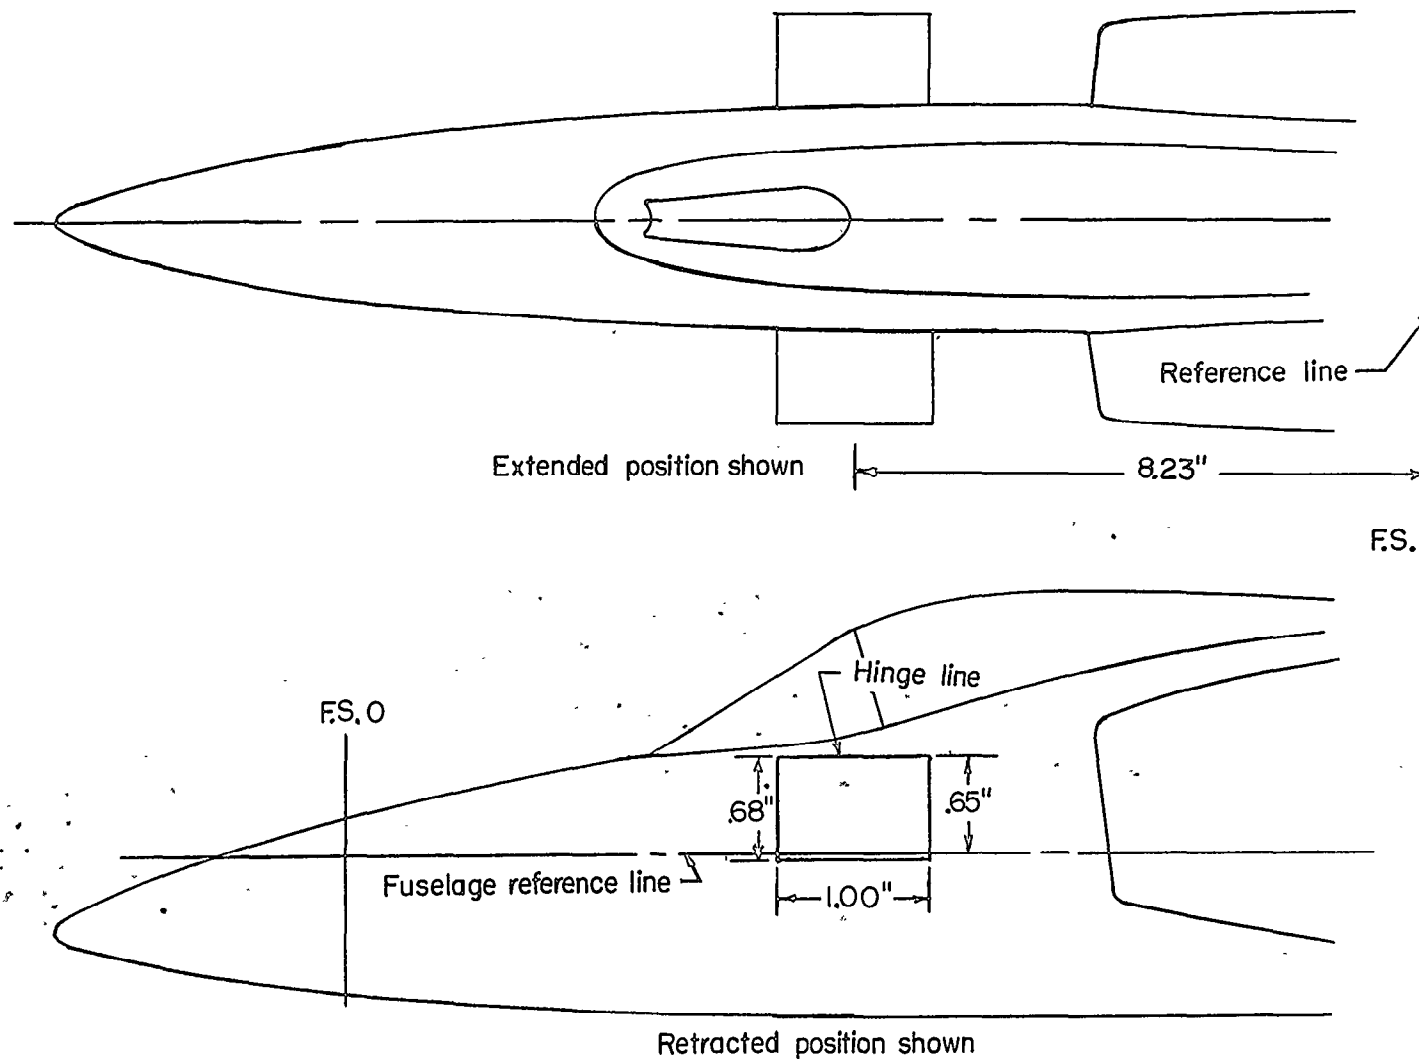 Reference line
Extended position shown
8.23"
F.S.
Hinge line
F.S. 0
.68"
.65"
Fuselage reference line
1.00"
Retracted position shown